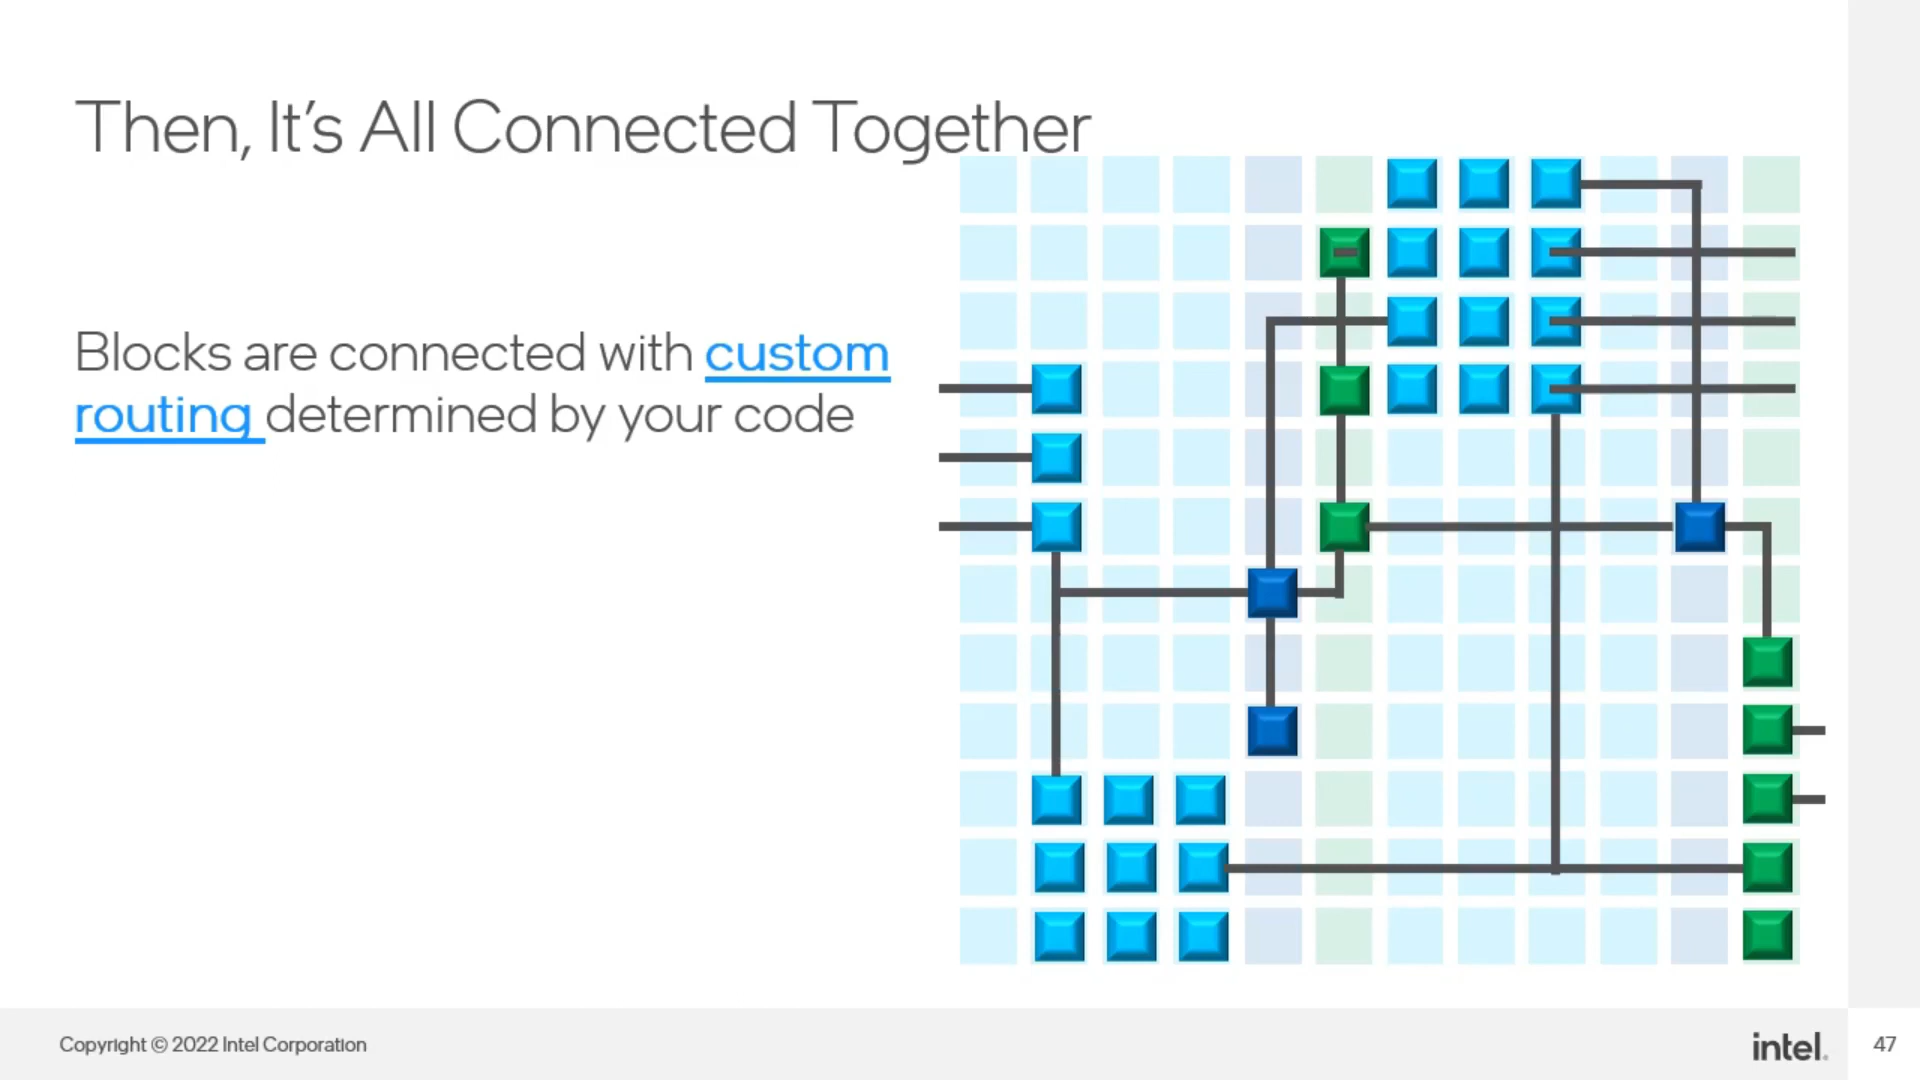 Then, It's All Connected Together
Blocks are connected with custom
routing determined by your code
Copyright © 2022 Intel Corporation
intel.
47